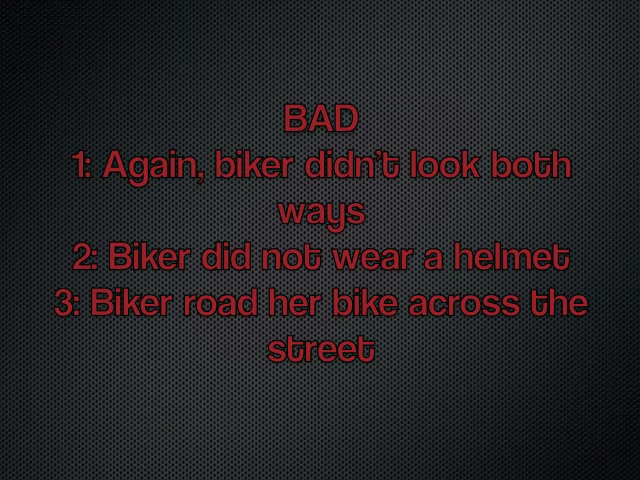 BAD
1: Again, biker didn't look both
ways
2: Biker did not wear a helmet
3: Biker road her bike across the
street